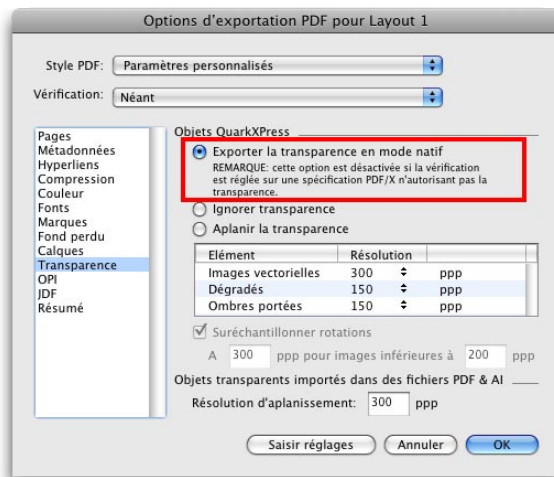 Options d'exportation PDF pour Layout 1
Style PDF: Paramètres personnalisés
Vérification: Néant
Pages
Métadonnées
Hyperliens
Compression
Couleur
Fonts
Marques
Fond perdu
Calques
Transparence
OPI
JDF
Résumé
Objets QuarkXPress
Exporter la transparence en mode natif
REMARQUE: cette option est désactivée si la vérification
est réglée sur une spécification PDF/X n'autorisant pas la
transparence.
Ignorer transparence
Aplanir la transparence
Elément Résolution
Images vectorielles 300 ppp
Dégradés 150 ppp
Ombres portées 150 ppp
Suréchantillonner rotations
A 300 ppp pour images inférieures à 200 ppp
Objets transparents importés dans des fichiers PDF & AI
Résolution d'aplanissement: 300 ppp
Saisir réglages Annuler OK